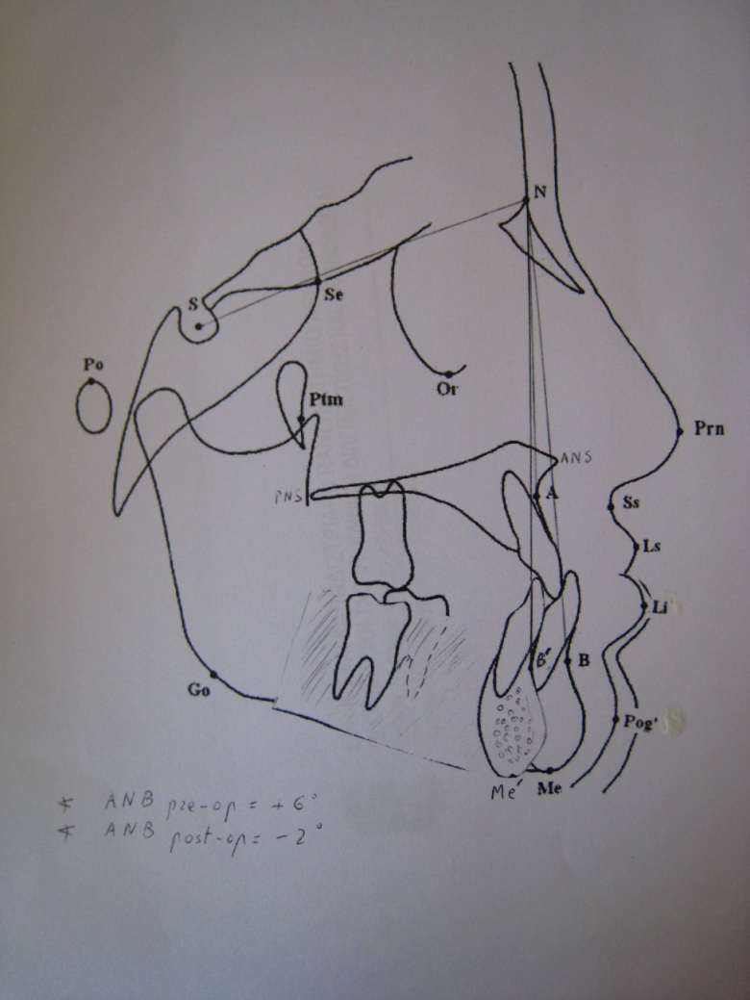 N
S
Se
Po
Or
Ptm
Prn
ANS
PNS
A
Ss
Ls
Li
B'
B
Go
Pog'
Me'
Me
* ANB pre-op = +6°
* ANB post-op = -2°